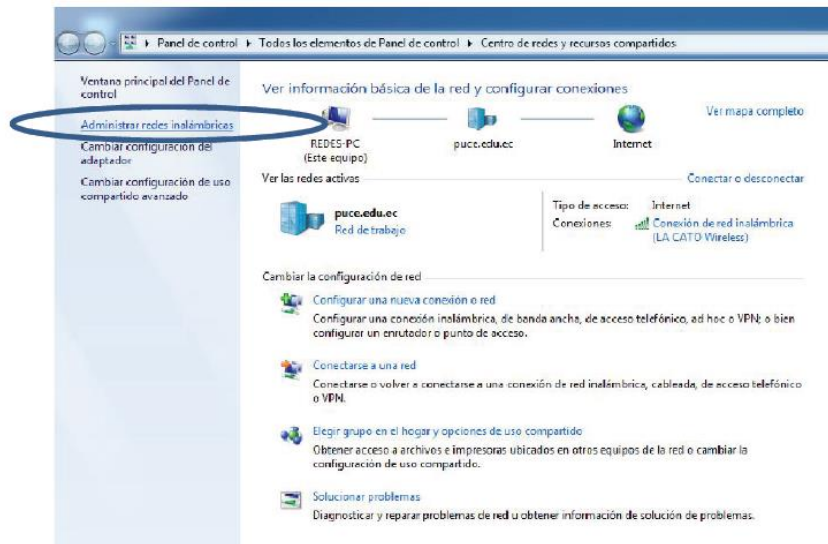 Panel de control ▸ Todos los elementos de Panel de control ▸ Centro de redes y recursos compartidos
Ventana principal del Panel de
control
Administrar redes inalámbricas
Cambiar configuración del
adaptador
Cambiar configuración de uso
compartido avanzado
Ver información básica de la red y configurar conexiones
Ver mapa completo
REDES-PC
(Este equipo)
puce.edu.ec
Internet
Ver las redes activas
Conectar o desconectar
puce.edu.ec
Red de trabajo
Tipo de acceso: Internet
Conexiones: Conexión de red inalámbrica
(LA CATO Wireless)
Cambiar la configuración de red
Configurar una nueva conexión o red
Configurar una conexión inalámbrica, de banda ancha, de acceso telefónico, ad hoc o VPN; o bien
configurar un enrutador o punto de acceso.
Conectarse a una red
Conectarse o volver a conectarse a una conexión de red inalámbrica, cableada, de acceso telefónico
o VPN.
Elegir grupo en el hogar y opciones de uso compartido
Obtener acceso a archivos e impresoras ubicados en otros equipos de la red o cambiar la
configuración de uso compartido.
Solucionar problemas
Diagnosticar y reparar problemas de red u obtener información de solución de problemas.